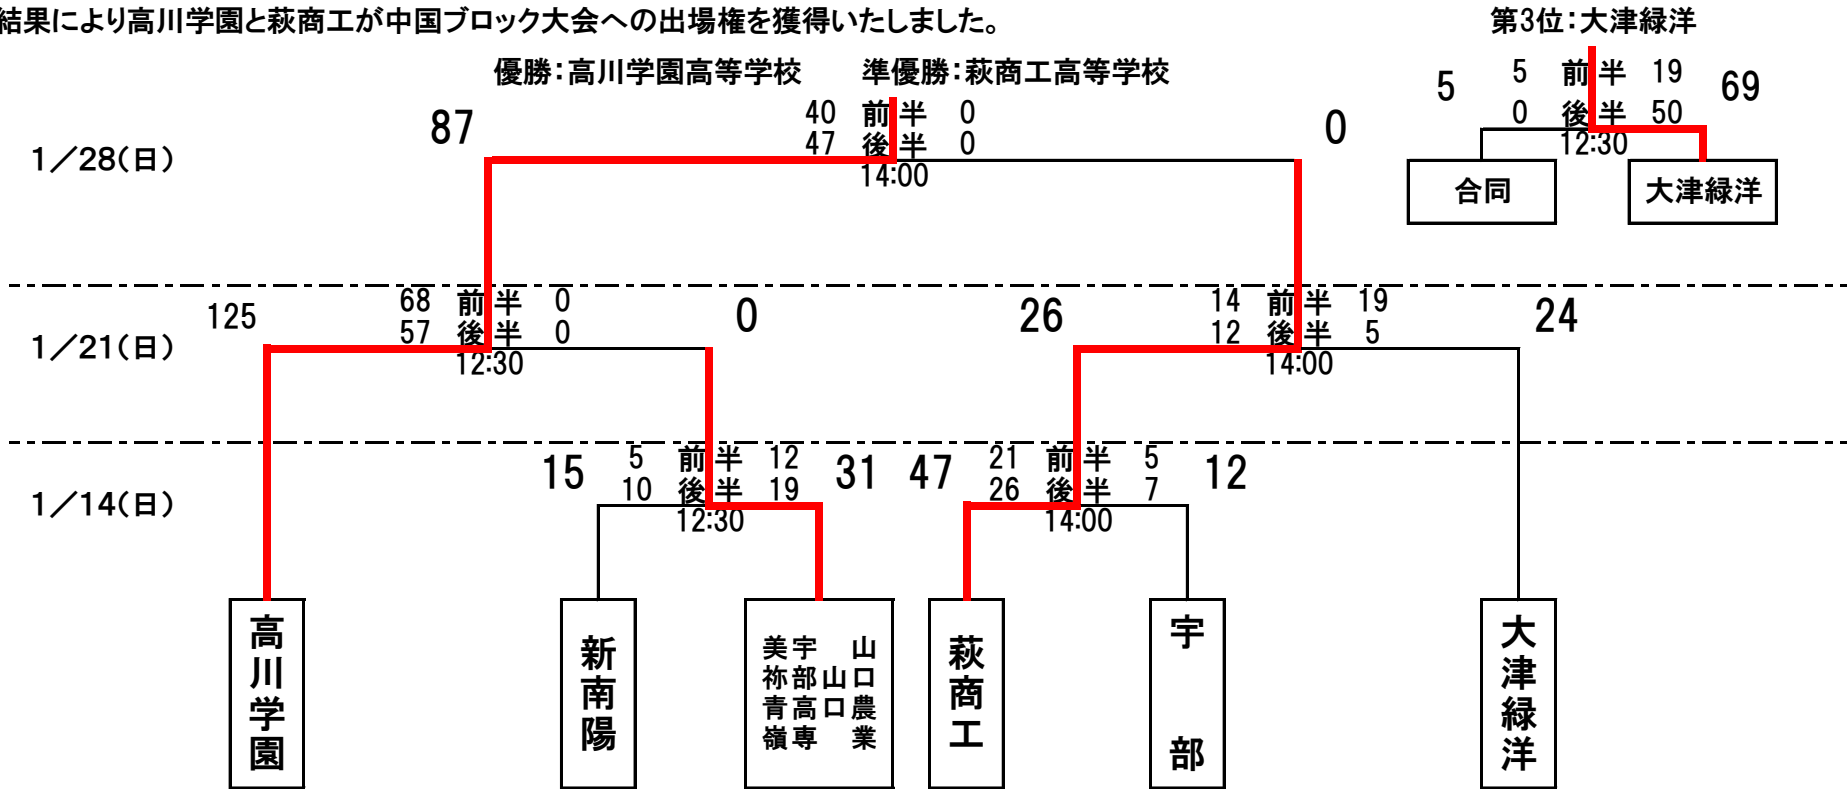 結果により高川学園と萩商工が中国ブロック大会への出場権を獲得いたしました。
第3位：大津緑洋
優勝：高川学園高等学校　準優勝：萩商工高等学校
5 5 前半 19 69
0 後半 50
12:30
合同 大津緑洋
1／28(日)
87 40 前半 0 0
47 後半 0
14:00
1／21(日)
125 68 前半 0 0
57 後半 0
12:30
26 14 前半 19 24
12 後半 5
14:00
1／14(日)
15 5 前半 12 31
10 後半 19
12:30
47 21 前半 5 12
26 後半 7
14:00
高川学園
新南陽
山口農業
山口
宇部高専
美祢青嶺
萩商工
宇部
大津緑洋